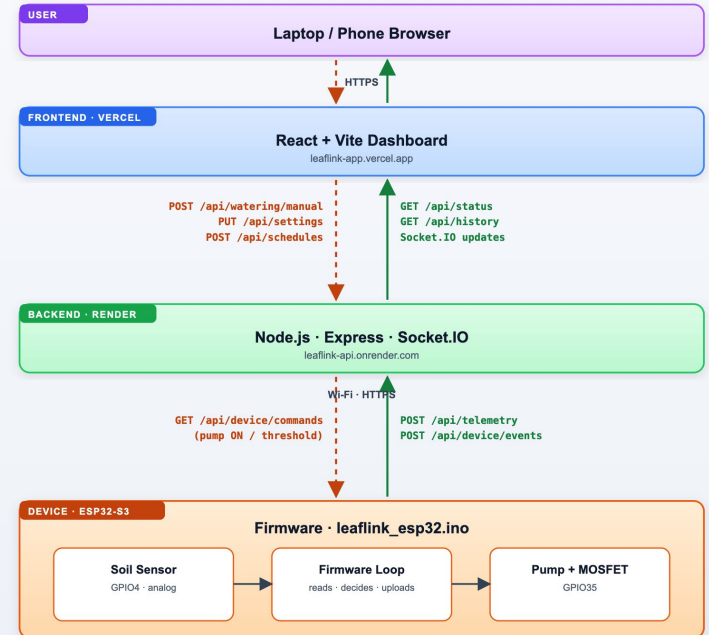 USER
Laptop / Phone Browser
HTTPS
FRONTEND · VERCEL
React + Vite Dashboard
leaflink-app.vercel.app
POST /api/watering/manual
PUT /api/settings
POST /api/schedules
GET /api/status
GET /api/history
Socket.IO updates
BACKEND · RENDER
Node.js · Express · Socket.IO
leaflink-api.onrender.com
Wi-Fi · HTTPS
GET /api/device/commands
(pump ON / threshold)
POST /api/telemetry
POST /api/device/events
DEVICE · ESP32-S3
Firmware · leaflink_esp32.ino
Soil Sensor
GPIO4 · analog
Firmware Loop
reads · decides · uploads
Pump + MOSFET
GPIO35